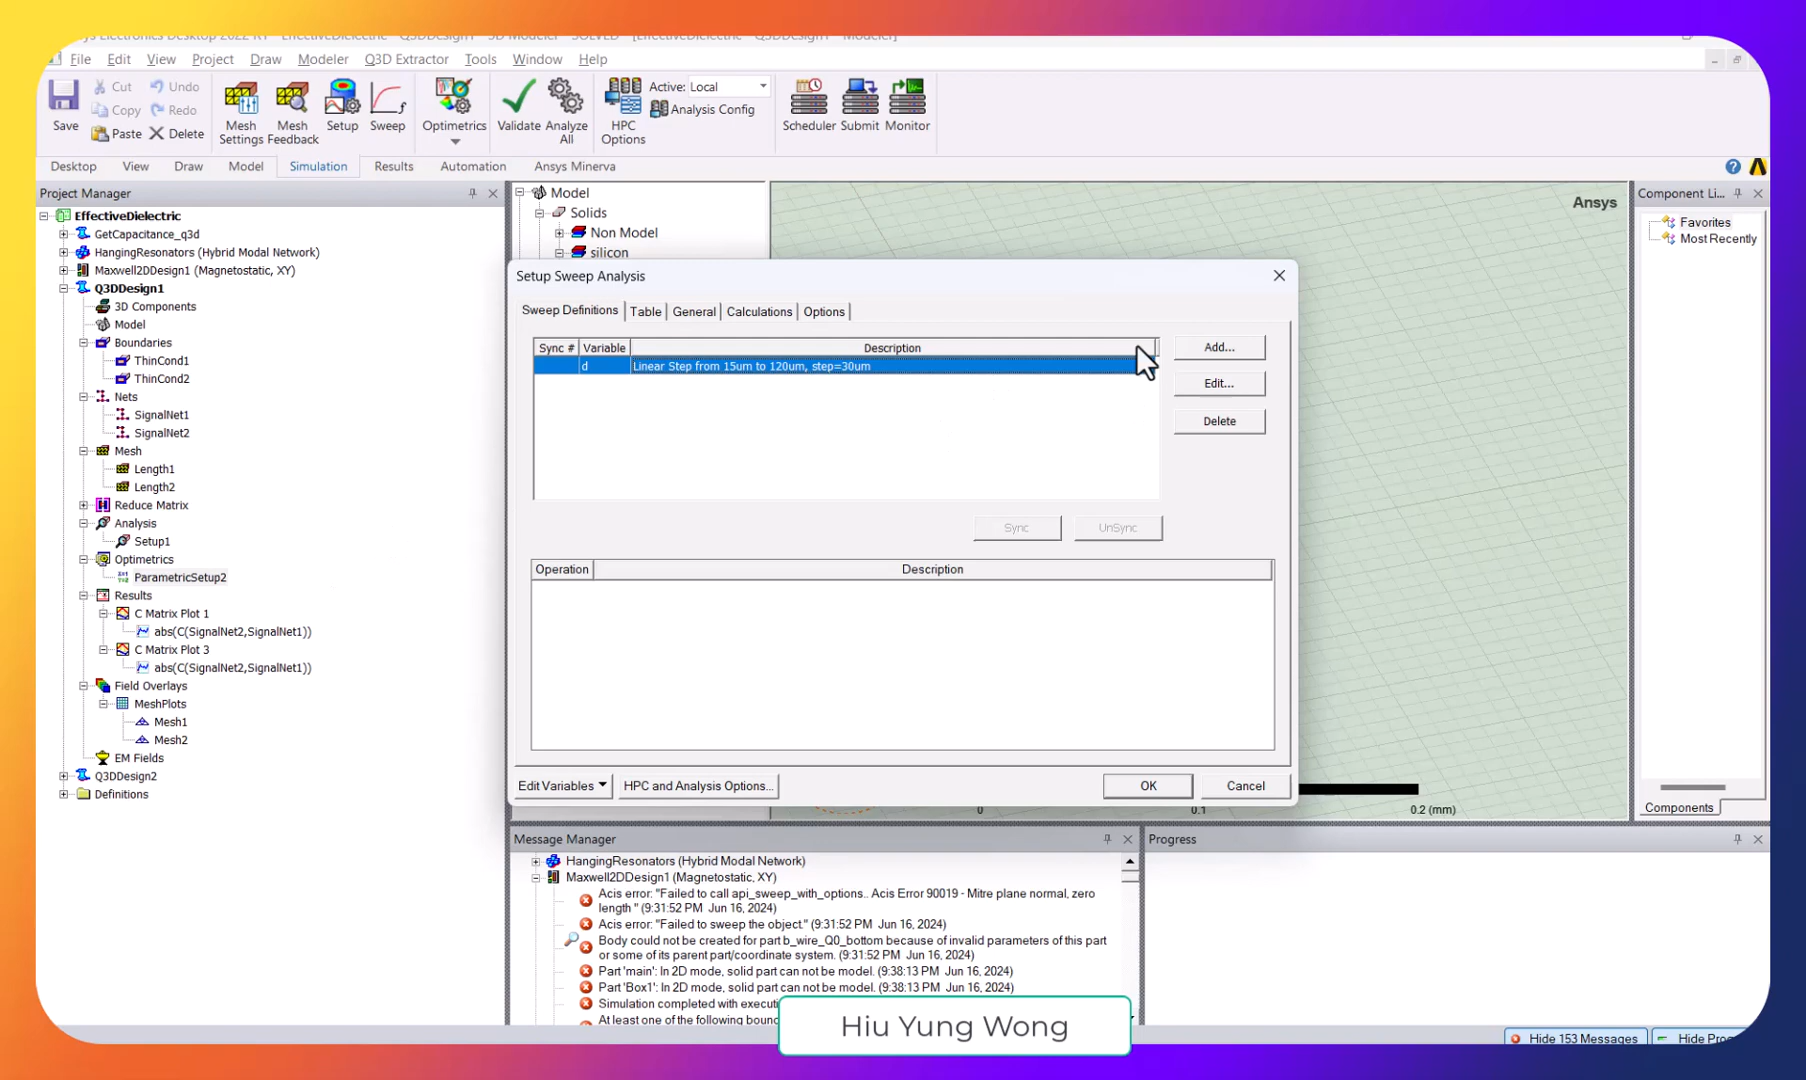 File Edit View Project Draw Modeler Q3D Extractor Tools Window Help
Save
Cut
Copy
Paste
Undo
Redo
Delete
Mesh Settings
Mesh Feedback
Setup
Sweep
Optimetrics
Validate
Analyze All
HPC Options
Active: Local
Analysis Config
Scheduler
Submit
Monitor
Desktop View Draw Model Simulation Results Automation Ansys Minerva
Project Manager
EffectiveDielectric
GetCapacitance_q3d
HangingResonators (Hybrid Modal Network)
Maxwell2DDesign1 (Magnetostatic, XY)
Q3DDesign1
3D Components
Model
Boundaries
ThinCond1
ThinCond2
Nets
SignalNet1
SignalNet2
Mesh
Length1
Length2
Reduce Matrix
Analysis
Setup1
Optimetrics
ParametricSetup2
Results
C Matrix Plot 1
abs(C(SignalNet2,SignalNet1))
C Matrix Plot 3
abs(C(SignalNet2,SignalNet1))
Field Overlays
MeshPlots
Mesh1
Mesh2
EM Fields
Q3DDesign2
Definitions
Model
Solids
Non Model
silicon
Ansys
Component Li...
Favorites
Most Recently
Components
Setup Sweep Analysis
Sweep Definitions Table General Calculations Options
Sync # Variable Description
d Linear Step from 15um to 120um, step=30um
Add...
Edit...
Delete
Sync UnSync
Operation Description
Edit Variables HPC and Analysis Options... OK Cancel
0 0.1 0.2 (mm)
Message Manager
HangingResonators (Hybrid Modal Network)
Maxwell2DDesign1 (Magnetostatic, XY)
Acis error: "Failed to call api_sweep_with_options.. Acis Error 90019 - Mitre plane normal, zero
length " (9:31:52 PM Jun 16, 2024)
Acis error: "Failed to sweep the object." (9:31:52 PM Jun 16, 2024)
Body could not be created for part b_wire_Q0_bottom because of invalid parameters of this part
or some of its parent part/coordinate system. (9:31:52 PM Jun 16, 2024)
Part 'main': In 2D mode, solid part can not be model. (9:38:13 PM Jun 16, 2024)
Part 'Box1': In 2D mode, solid part can not be model. (9:38:13 PM Jun 16, 2024)
Simulation completed with
At least one of the following
Progress
Hiu Yung Wong
Hide 153 Messages
Hide